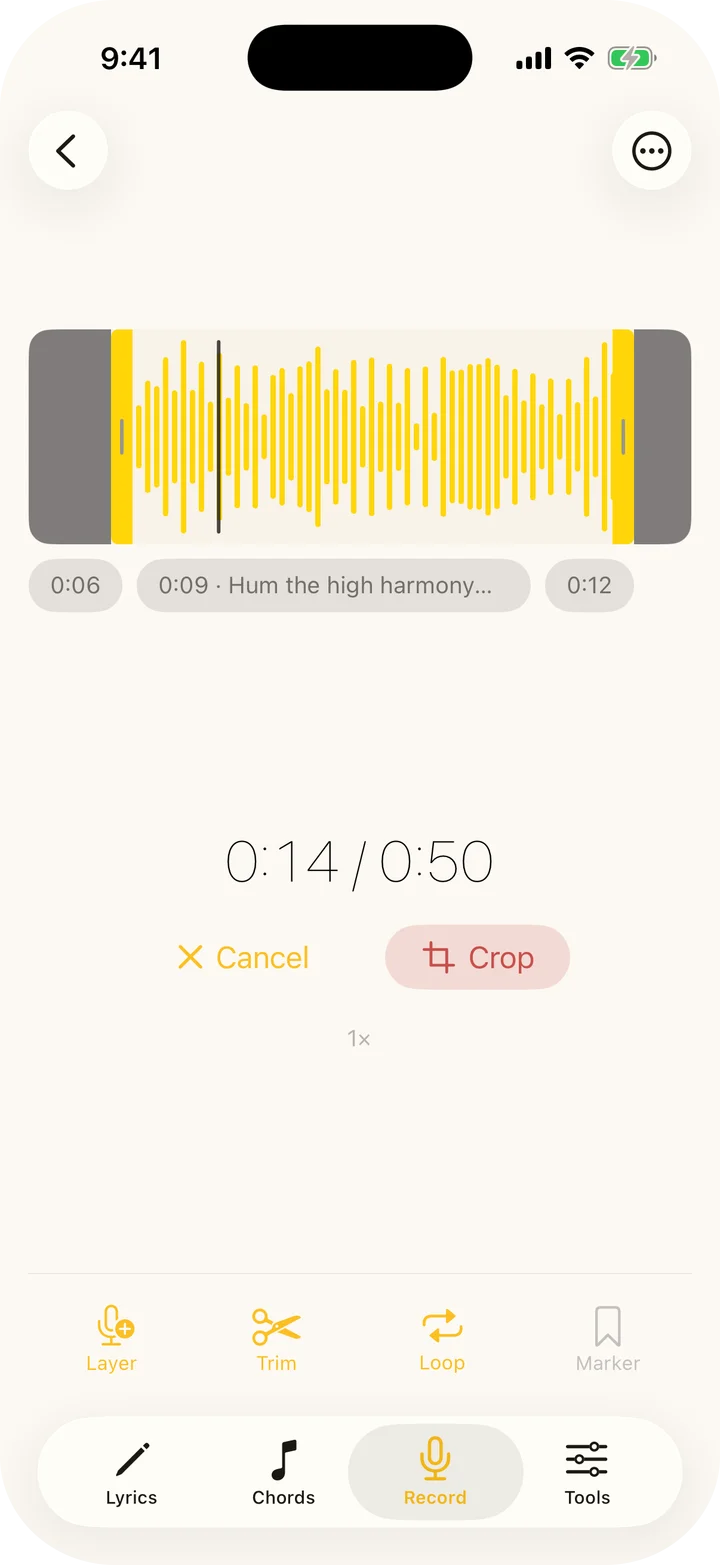 9:41
0:06
0:09 · Hum the high harmony...
0:12
0:14 / 0:50
Cancel
Crop
1×
Layer
Trim
Loop
Marker
Lyrics
Chords
Record
Tools